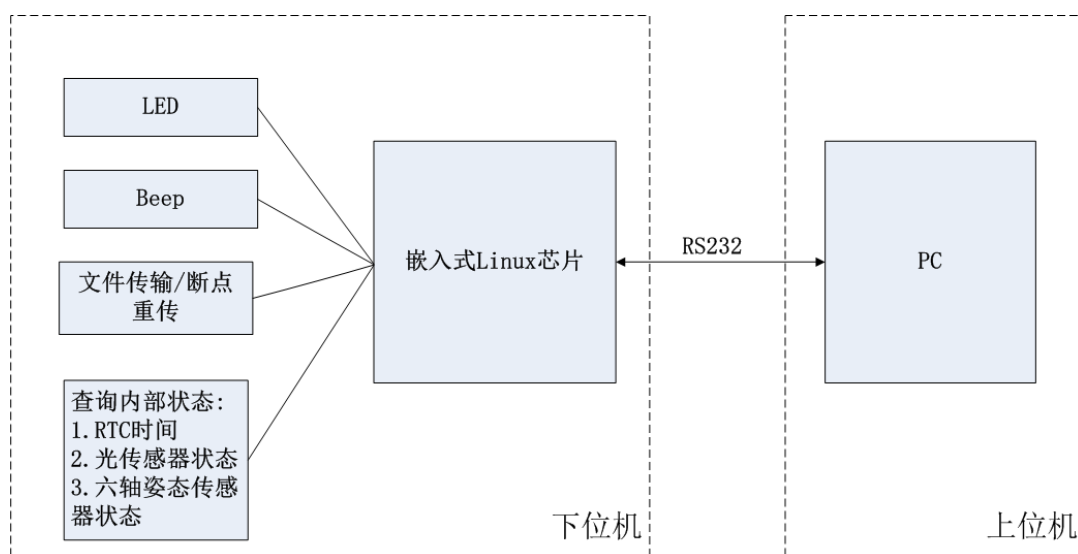 LED
Beep
文件传输/断点
重传
查询内部状态:
1.RTC时间
2.光传感器状态
3.六轴姿态传感
器状态
嵌入式Linux芯片
下位机
RS232
PC
上位机